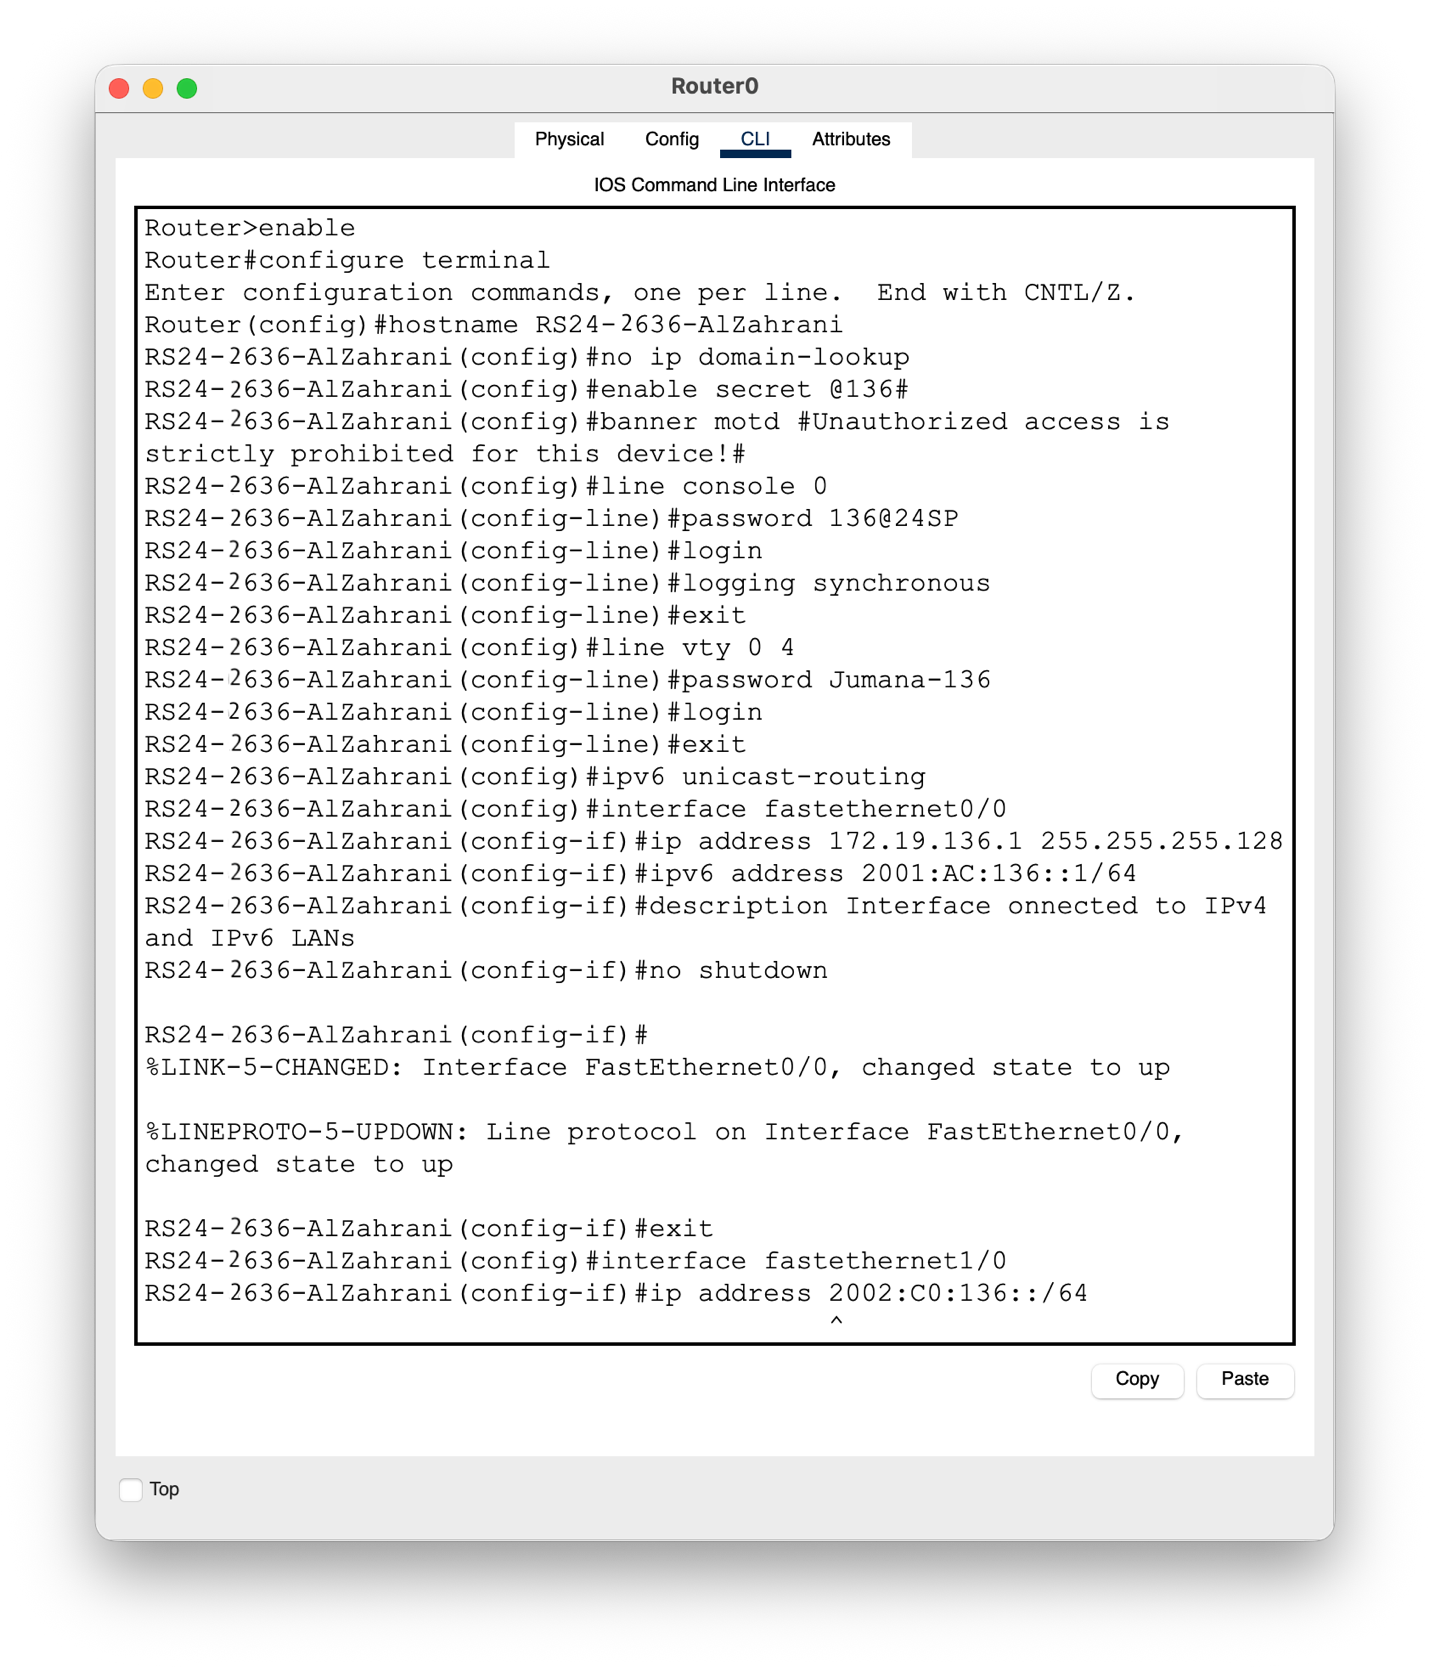 Router0
Physical Config CLI Attributes
IOS Command Line Interface
Router>enable
Router#configure terminal
Enter configuration commands, one per line.  End with CNTL/Z.
Router(config)#hostname RS24-2636-AlZahrani
RS24-2636-AlZahrani(config)#no ip domain-lookup
RS24-2636-AlZahrani(config)#enable secret @136#
RS24-2636-AlZahrani(config)#banner motd #Unauthorized access is
strictly prohibited for this device!#
RS24-2636-AlZahrani(config)#line console 0
RS24-2636-AlZahrani(config-line)#password 136@24SP
RS24-2636-AlZahrani(config-line)#login
RS24-2636-AlZahrani(config-line)#logging synchronous
RS24-2636-AlZahrani(config-line)#exit
RS24-2636-AlZahrani(config)#line vty 0 4
RS24-2636-AlZahrani(config-line)#password Jumana-136
RS24-2636-AlZahrani(config-line)#login
RS24-2636-AlZahrani(config-line)#exit
RS24-2636-AlZahrani(config)#ipv6 unicast-routing
RS24-2636-AlZahrani(config)#interface fastethernet0/0
RS24-2636-AlZahrani(config-if)#ip address 172.19.136.1 255.255.255.128
RS24-2636-AlZahrani(config-if)#ipv6 address 2001:AC:136::1/64
RS24-2636-AlZahrani(config-if)#description Interface onnected to IPv4
and IPv6 LANs
RS24-2636-AlZahrani(config-if)#no shutdown
RS24-2636-AlZahrani(config-if)#
%LINK-5-CHANGED: Interface FastEthernet0/0, changed state to up
%LINEPROTO-5-UPDOWN: Line protocol on Interface FastEthernet0/0,
changed state to up
RS24-2636-AlZahrani(config-if)#exit
RS24-2636-AlZahrani(config)#interface fastethernet1/0
RS24-2636-AlZahrani(config-if)#ip address 2002:C0:136::/64
^
Copy Paste
Top